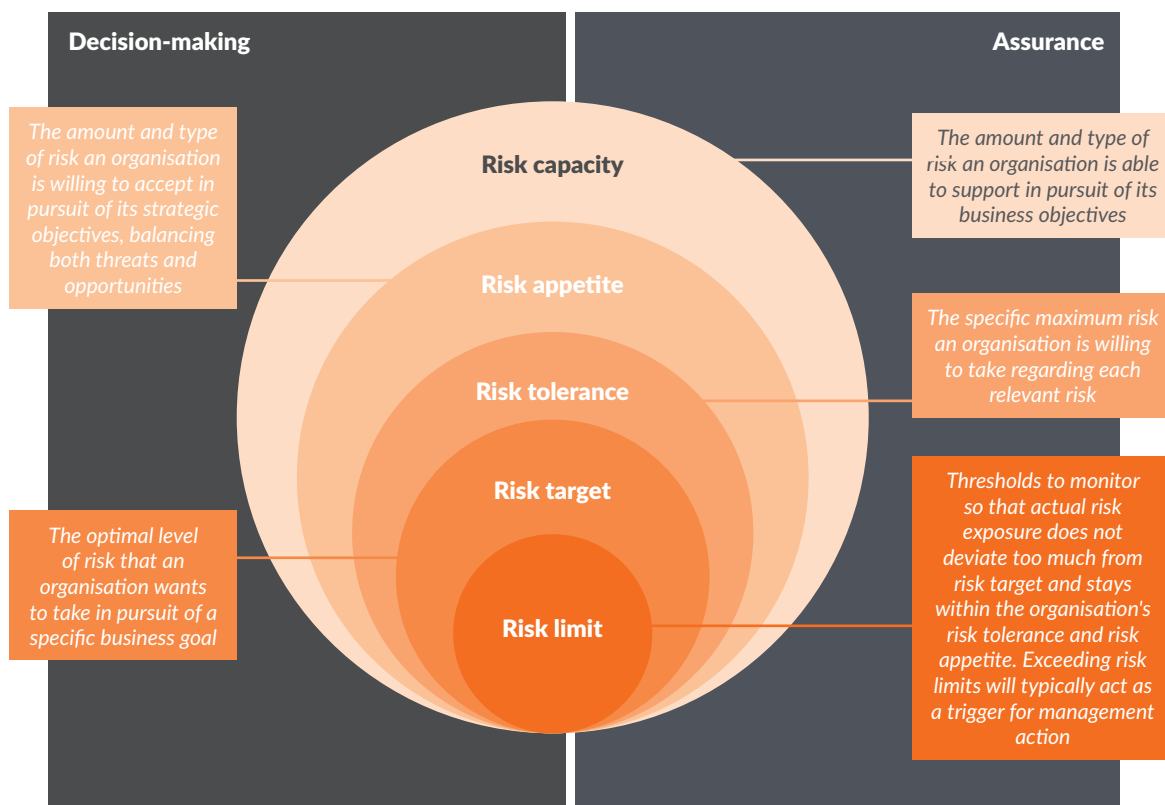 Decision-making
Assurance
The amount and type
of risk an organisation
is willing to accept in
pursuit of its strategic
objectives, balancing
both threats and
opportunities
Risk capacity
The amount and type of
risk an organisation is able
to support in pursuit of its
business objectives
Risk appetite
The specific maximum risk
an organisation is willing
to take regarding each
relevant risk
Risk tolerance
Risk target
The optimal level
of risk that an
organisation wants
to take in pursuit of a
specific business goal
Thresholds to monitor
so that actual risk
exposure does not
deviate too much from
risk target and stays
within the organisation's
risk tolerance and risk
appetite. Exceeding risk
limits will typically act as
a trigger for management
action
Risk limit